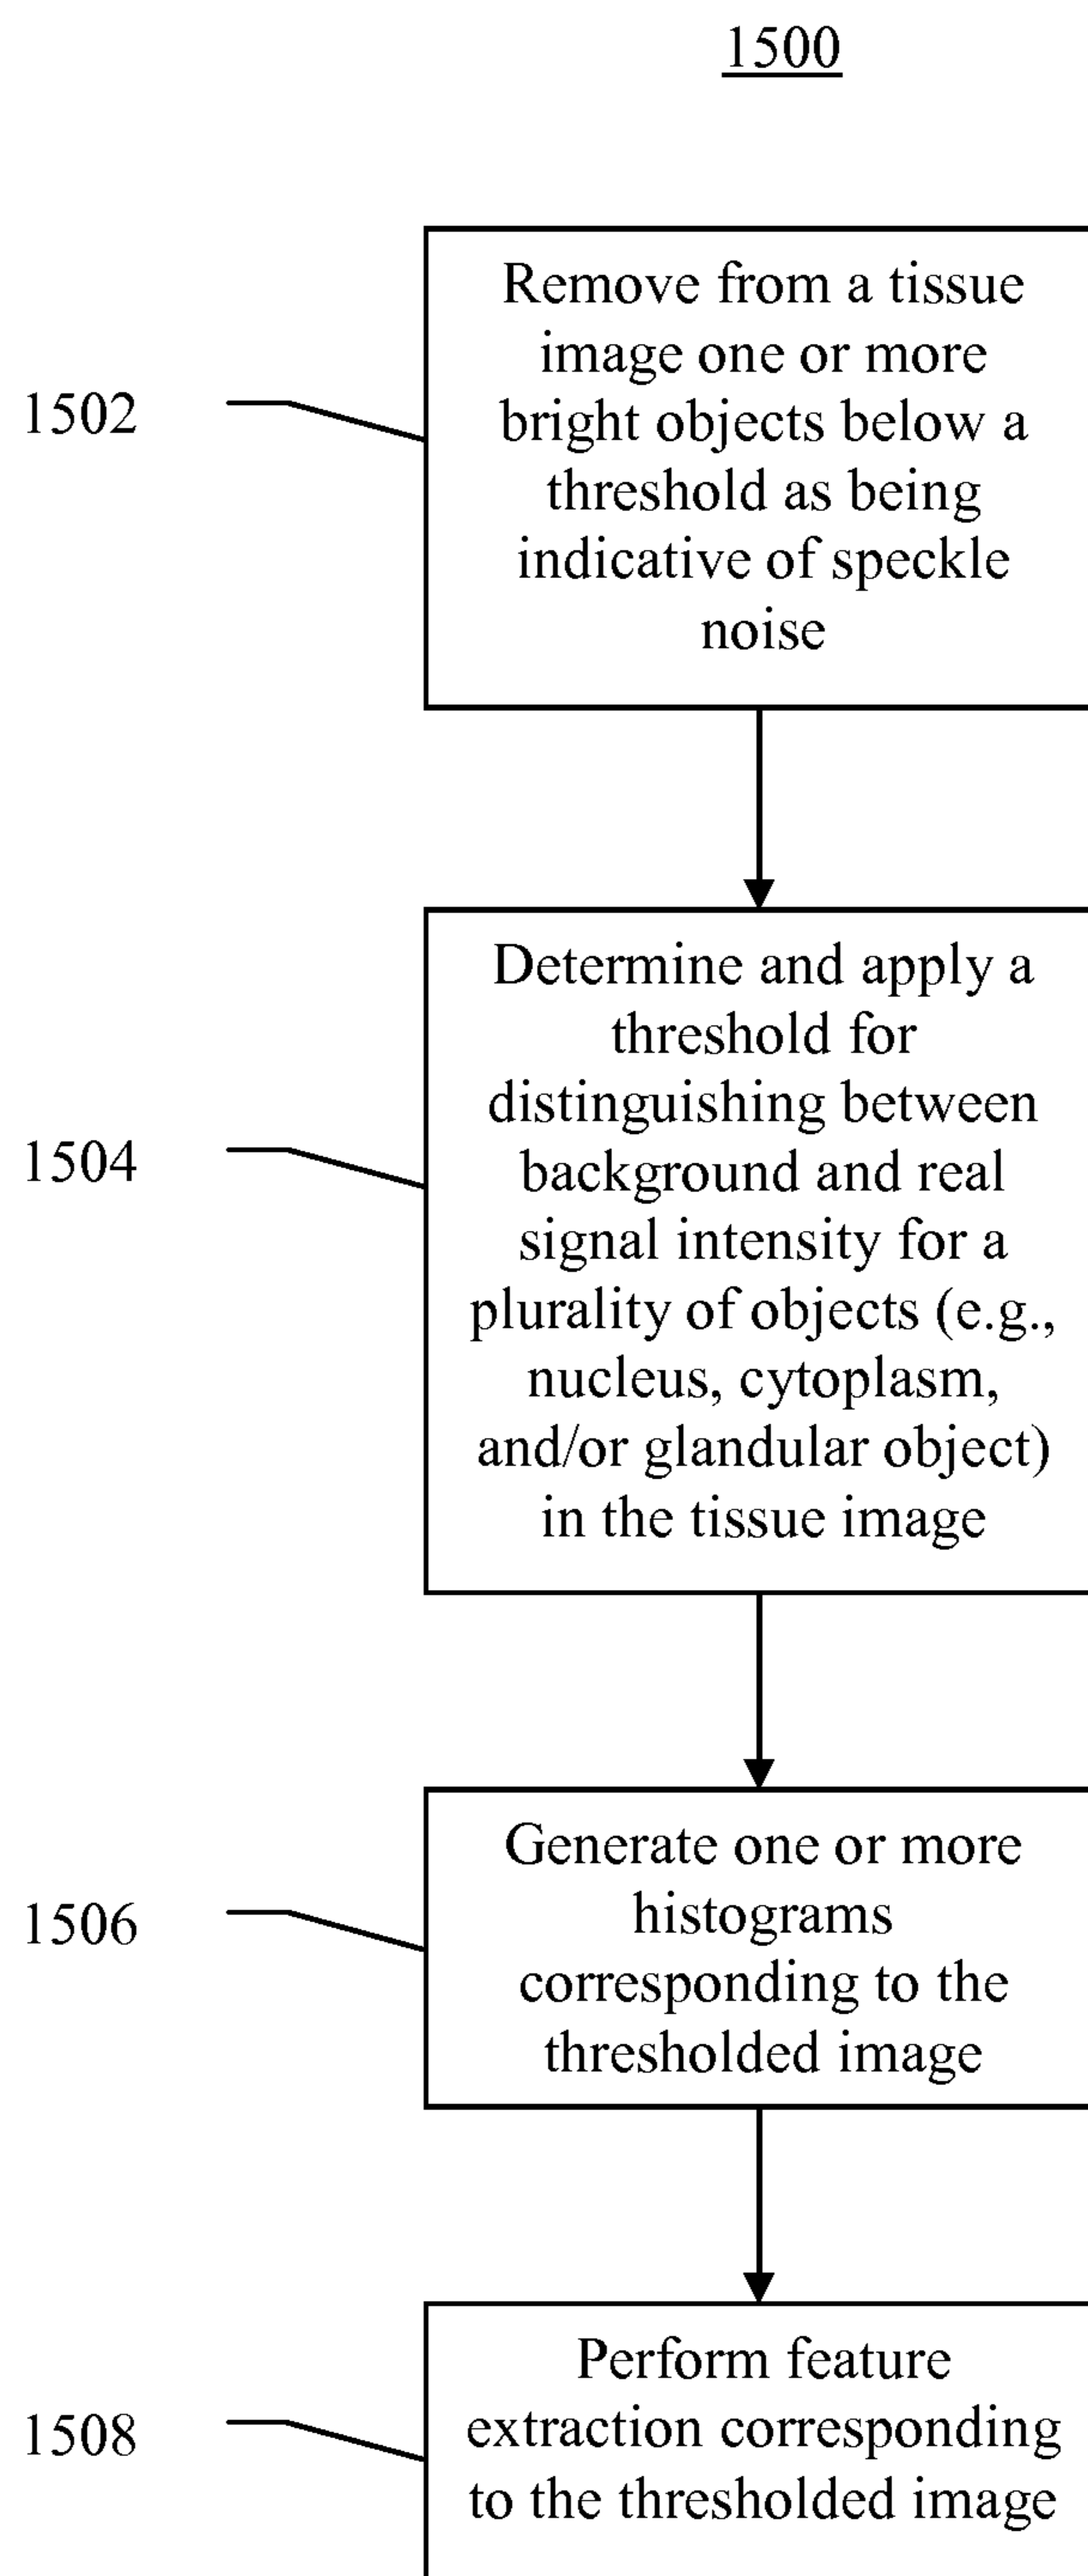 1500
1502
Remove from a tissue
image one or more
bright objects below a
threshold as being
indicative of speckle
noise
1504
Determine and apply a
threshold for
distinguishing between
background and real
signal intensity for a
plurality of objects (e.g.,
nucleus, cytoplasm,
and/or glandular object)
in the tissue image
1506
Generate one or more
histograms
corresponding to the
thresholded image
1508
Perform feature
extraction corresponding
to the thresholded image